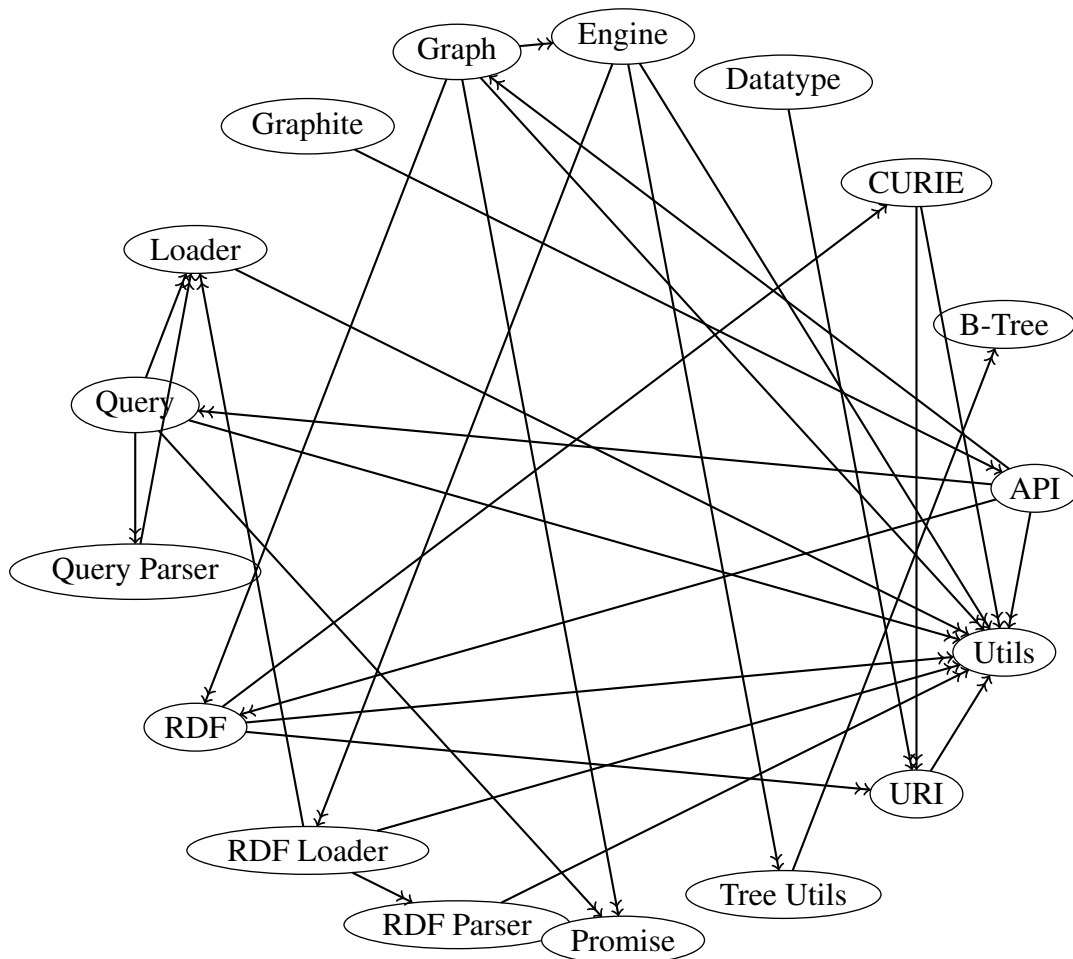 Engine
Graph
Datatype
Graphite
CURIE
Loader
B-Tree
Query
API
Query Parser
Utils
RDF
URI
RDF Loader
Tree Utils
RDF Parser
Promise